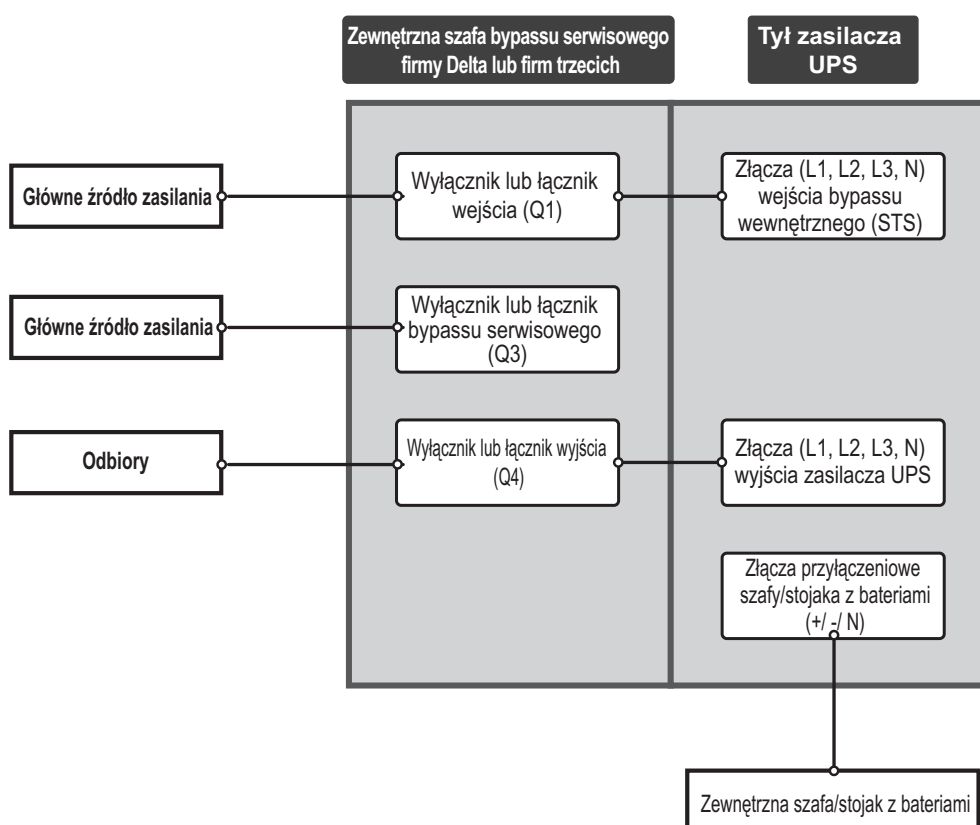 Zewnętrzna szafa bypassu serwisowego
firmy Delta lub firm trzecich
Tył zasilacza
UPS
Główne źródło zasilania
Wyłącznik lub łącznik
wejścia (Q1)
Złącza (L1, L2, L3, N)
wejścia bypassu
wewnętrznego (STS)
Główne źródło zasilania
Wyłącznik lub łącznik
bypassu serwisowego
(Q3)
Odbiory
Wyłącznik lub łącznik wyjścia
(Q4)
Złącza (L1, L2, L3, N)
wyjścia zasilacza UPS
Złącza przyłączeniowe
szafy/stojaka z bateriami
(+/ -/ N)
Zewnętrzna szafa/stojak z bateriami